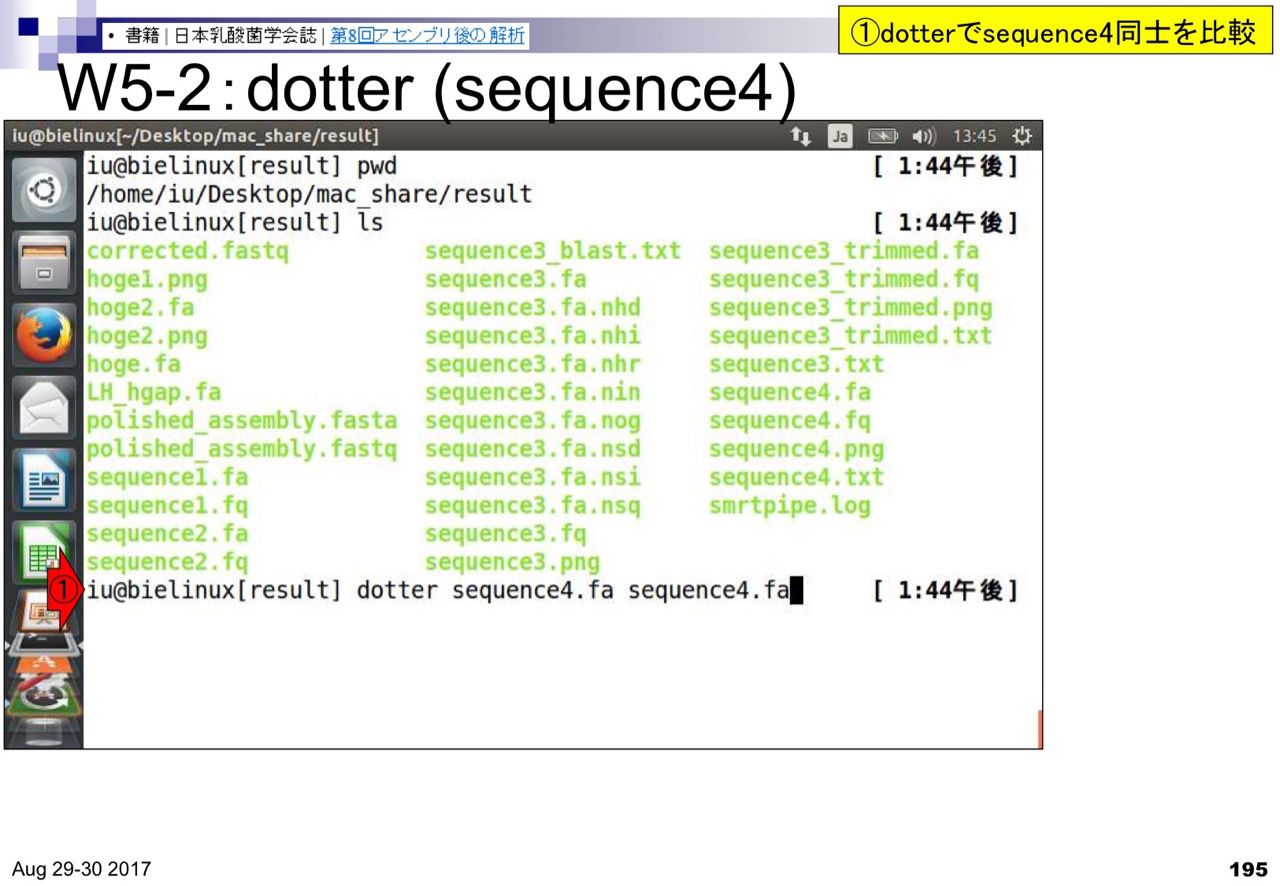 • 書籍 | 日本乳酸菌学会誌 | 第8回アセンブリ後の解析
①dotterでsequence4同士を比較
W5-2：dotter (sequence4)
iu@bielinux[~/Desktop/mac_share/result] Ja 13:45
iu@bielinux[result] pwd [ 1:44午後]
/home/iu/Desktop/mac_share/result
iu@bielinux[result] ls [ 1:44午後]
corrected.fastq sequence3_blast.txt sequence3_trimmed.fa
hoge1.png sequence3.fa sequence3_trimmed.fq
hoge2.fa sequence3.fa.nhd sequence3_trimmed.png
hoge2.png sequence3.fa.nhi sequence3_trimmed.txt
hoge.fa sequence3.fa.nhr sequence3.txt
LH_hgap.fa sequence3.fa.nin sequence4.fa
polished_assembly.fasta sequence3.fa.nog sequence4.fq
polished_assembly.fastq sequence3.fa.nsd sequence4.png
sequence1.fa sequence3.fa.nsi sequence4.txt
sequence1.fq sequence3.fa.nsq smrtpipe.log
sequence2.fa sequence3.fq
sequence2.fq sequence3.png
① iu@bielinux[result] dotter sequence4.fa sequence4.fa [ 1:44午後]
Aug 29-30 2017
195